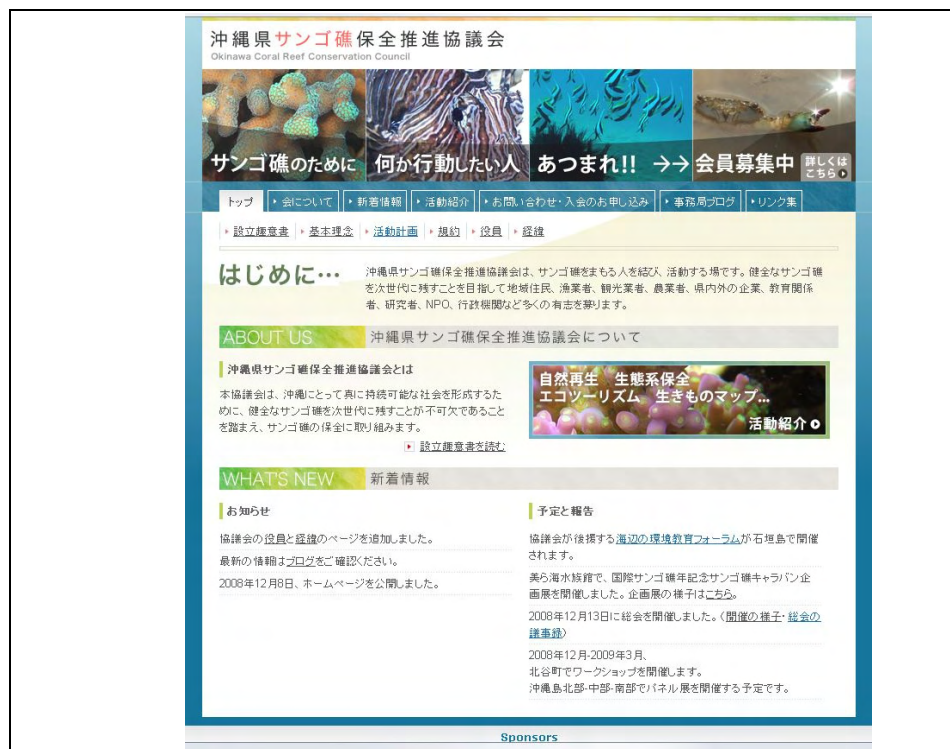 沖縄県サンゴ礁保全推進協議会
Okinawa Coral Reef Conservation Council
サンゴ礁のために 何か行動したい人 あつまれ!! →→会員募集中 詳しくはこちら
トップ 会について 新着情報 活動紹介 お問い合わせ・入会のお申し込み 事務局ブログ リンク集
設立趣意書 基本理念 活動計画 規約 役員 経緯
はじめに…
沖縄県サンゴ礁保全推進協議会は、サンゴ礁をまもる人を結び、活動する場です。健全なサンゴ礁
を次世代に残すことを目指して地域住民、漁業者、観光業者、農業者、県内外の企業、教育関係
者、研究者、NPO、行政機関など多くの有志を募ります。
ABOUT US 沖縄県サンゴ礁保全推進協議会について
沖縄県サンゴ礁保全推進協議会とは
本協議会は、沖縄にとって真に持続可能な社会を形成するた
めに、健全なサンゴ礁を次世代に残すことが不可欠であること
を踏まえ、サンゴ礁の保全に取り組みます。
設立趣意書を読む
自然再生 生態系保全
エコツーリズム 生きものマップ…
活動紹介
WHAT'S NEW 新着情報
お知らせ
協議会の役員と経緯のページを追加しました。
最新の情報はブログをご確認ください。
2008年12月8日、ホームページを公開しました。
予定と報告
協議会が後援する海辺の環境教育フォーラムが石垣島で開催
されます。
美ら海水族館で、国際サンゴ礁年記念サンゴ礁キャラバン企
画展を開催しました。企画展の様子はこちら。
2008年12月13日に総会を開催しました。(開催の様子・総会の
議事録)
2008年12月-2009年3月、
北谷町でワークショップを開催します。
沖縄島北部-中部-南部でパネル展を開催する予定です。
Sponsors